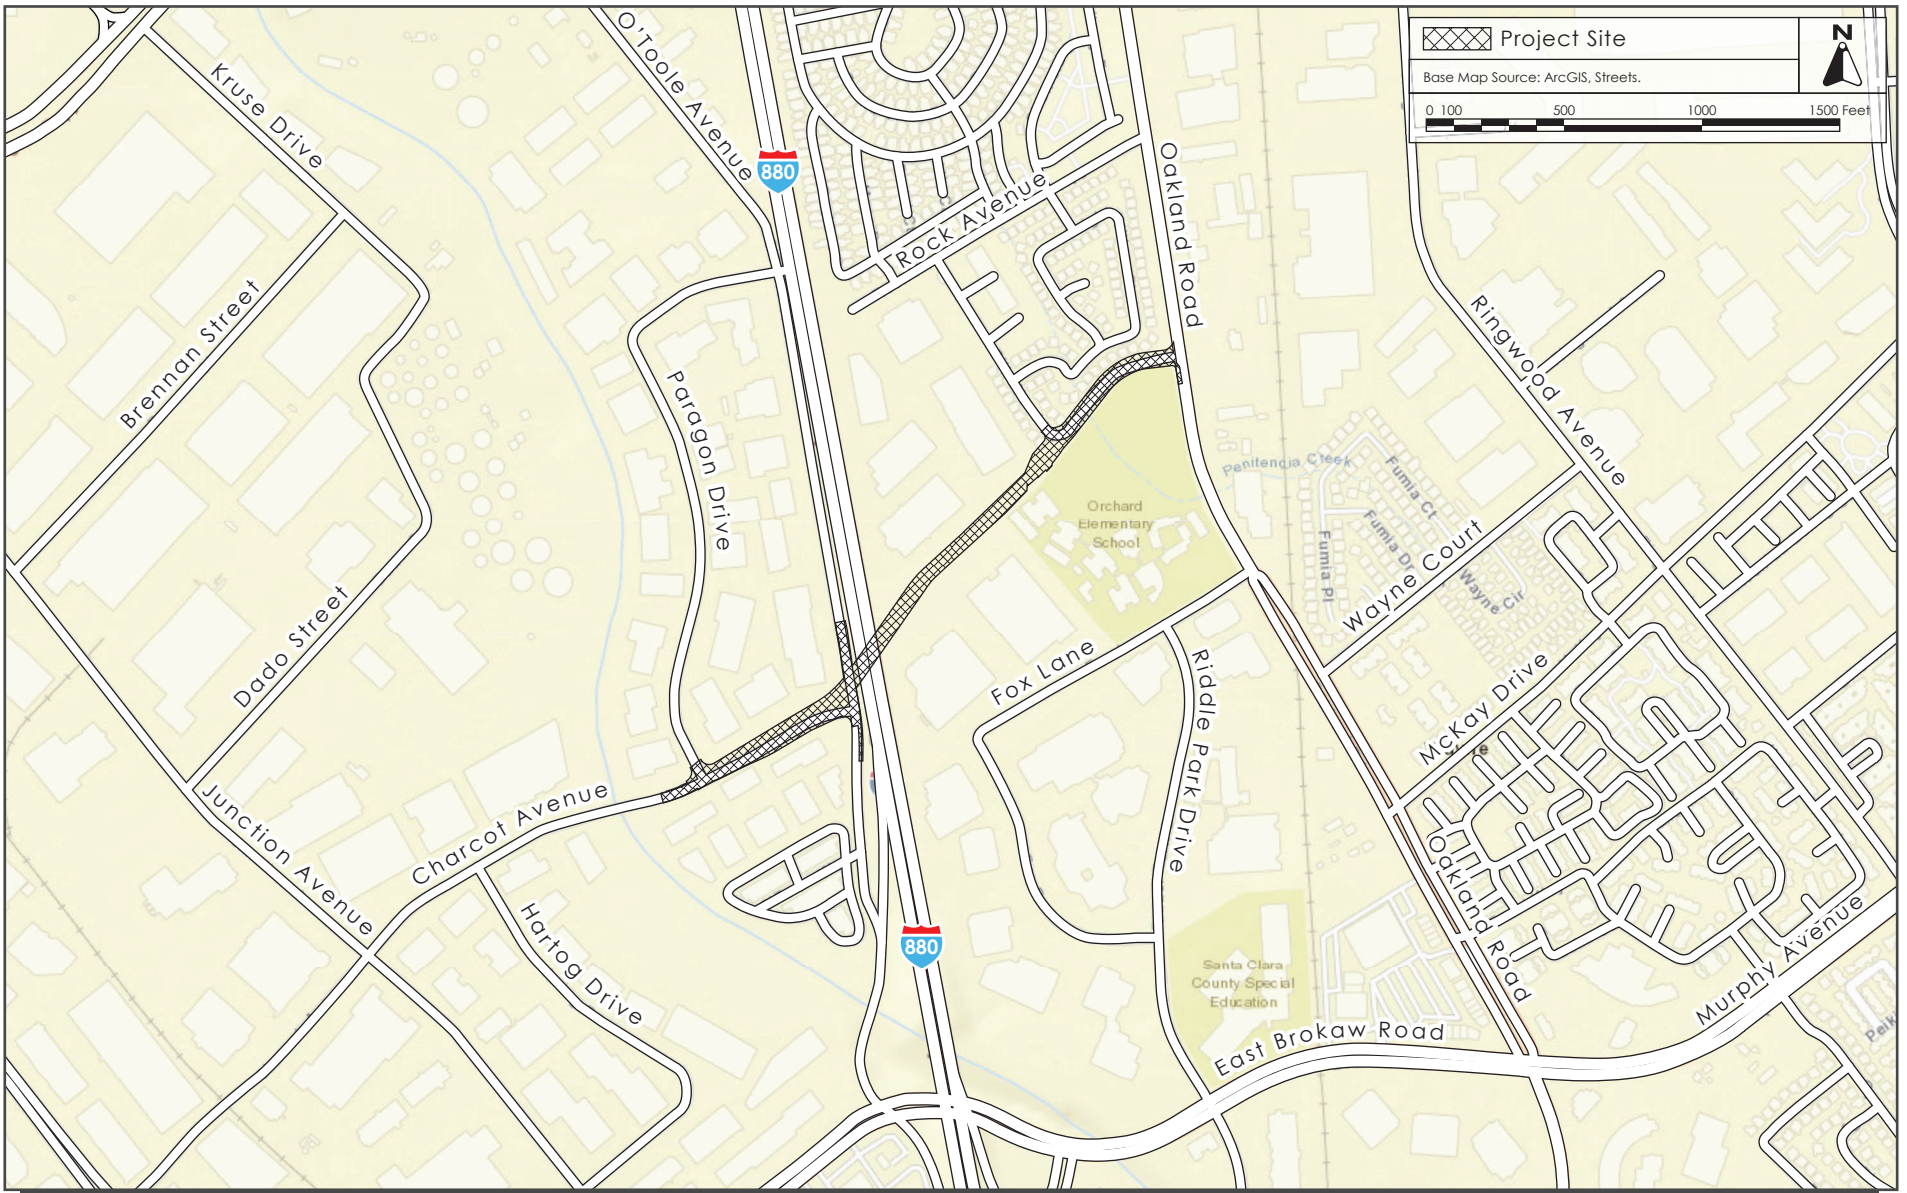 Project Site
N
Base Map Source: ArcGIS, Streets.
0 100 500 1000 1500 Feet
Kruse Drive
O'Toole Avenue
880
Oakland Road
Rock Avenue
Brennan Street
Paragon Drive
Ringwood Avenue
Penitencia Creek
Fumia Ct
Fumia Dr
Fumia Pl
Wayne Cir
Wayne Court
Orchard
Elementary
School
Dado Street
Fox Lane
Riddle Park Drive
McKay Drive
Junction Avenue
Charcot Avenue
Hartog Drive
880
Oakland Road
Santa Clara
County Special
Education
East Brokaw Road
Murphy Avenue